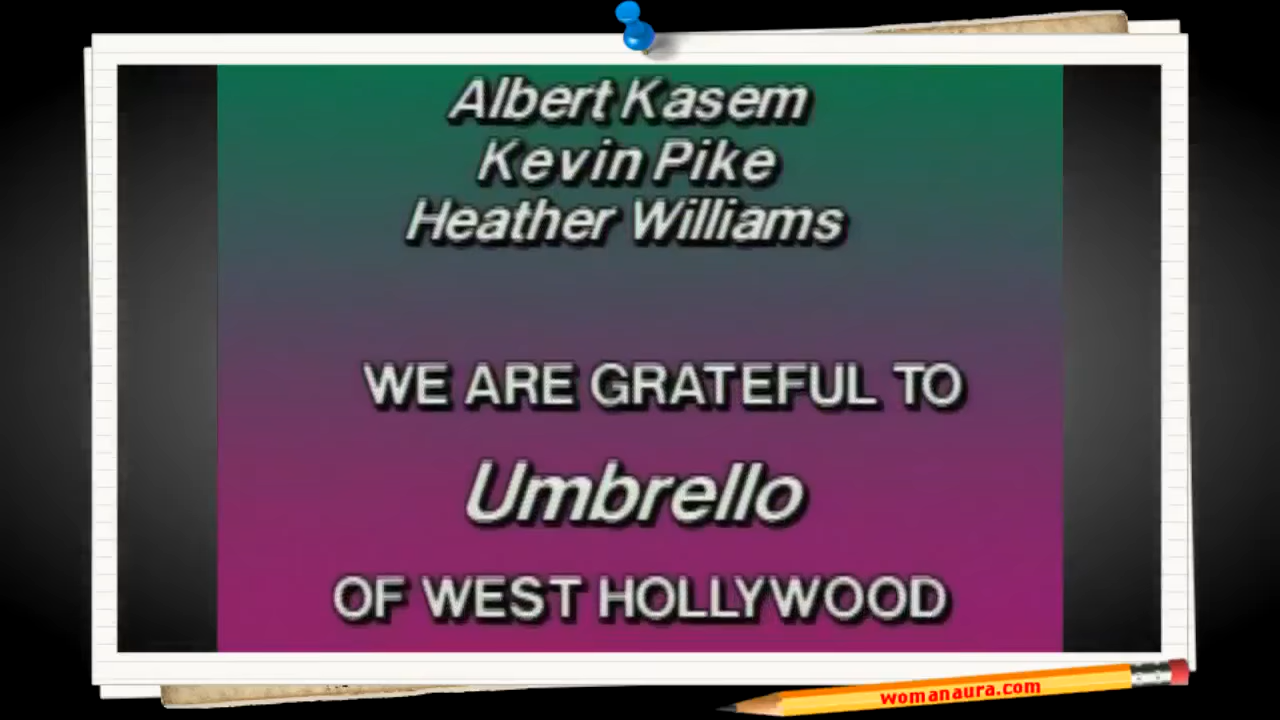 Albert Kasem
Kevin Pike
Heather Williams
WE ARE GRATEFUL TO
Umbrello
OF WEST HOLLYWOOD
womanaura.com